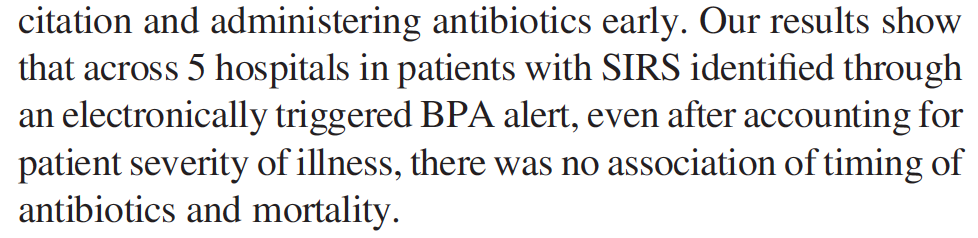 citation and administering antibiotics early. Our results show
that across 5 hospitals in patients with SIRS identified through
an electronically triggered BPA alert, even after accounting for
patient severity of illness, there was no association of timing of
antibiotics and mortality.